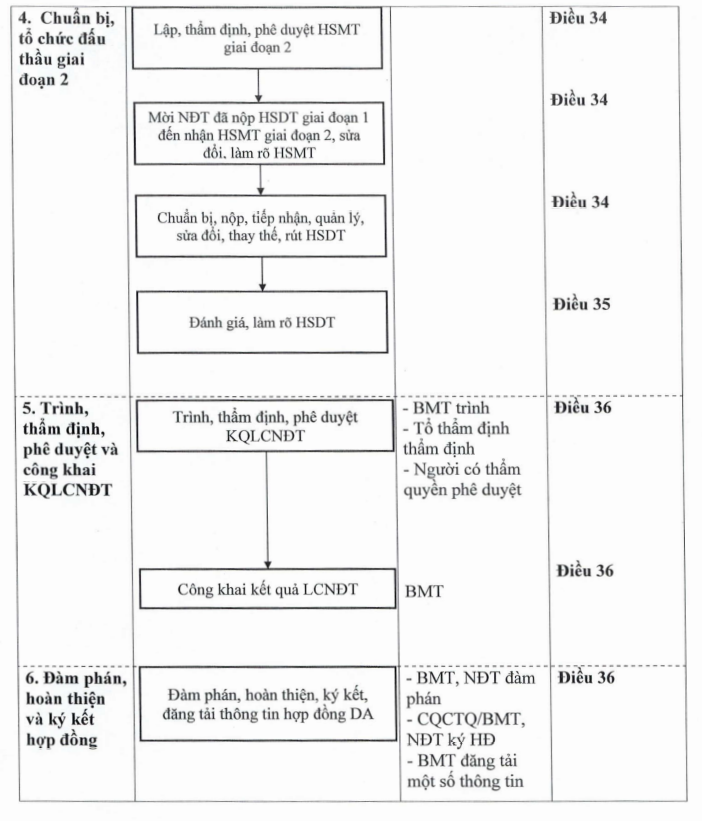 4. Chuẩn bị,
tổ chức đấu
thầu giai
đoạn 2
Lập, thẩm định, phê duyệt HSMT
giai đoạn 2
Điều 34
Mời NĐT đã nộp HSDT giai đoạn 1
đến nhận HSMT giai đoạn 2, sửa
đổi, làm rõ HSMT
Điều 34
Chuẩn bị, nộp, tiếp nhận, quản lý,
sửa đổi, thay thế, rút HSDT
Điều 34
Đánh giá, làm rõ HSDT
Điều 35
5. Trình,
thẩm định,
phê duyệt và
công khai
KQLCNĐT
Trình, thẩm định, phê duyệt
KQLCNĐT
- BMT trình
- Tổ thẩm định
thẩm định
- Người có thẩm
quyền phê duyệt
Điều 36
Công khai kết quả LCNĐT
BMT
Điều 36
6. Đàm phán,
hoàn thiện
và ký kết
hợp đồng
Đàm phán, hoàn thiện, ký kết,
đăng tải thông tin hợp đồng DA
- BMT, NĐT đàm
phán
- CQCTQ/BMT,
NĐT ký HĐ
- BMT đăng tải
một số thông tin
Điều 36